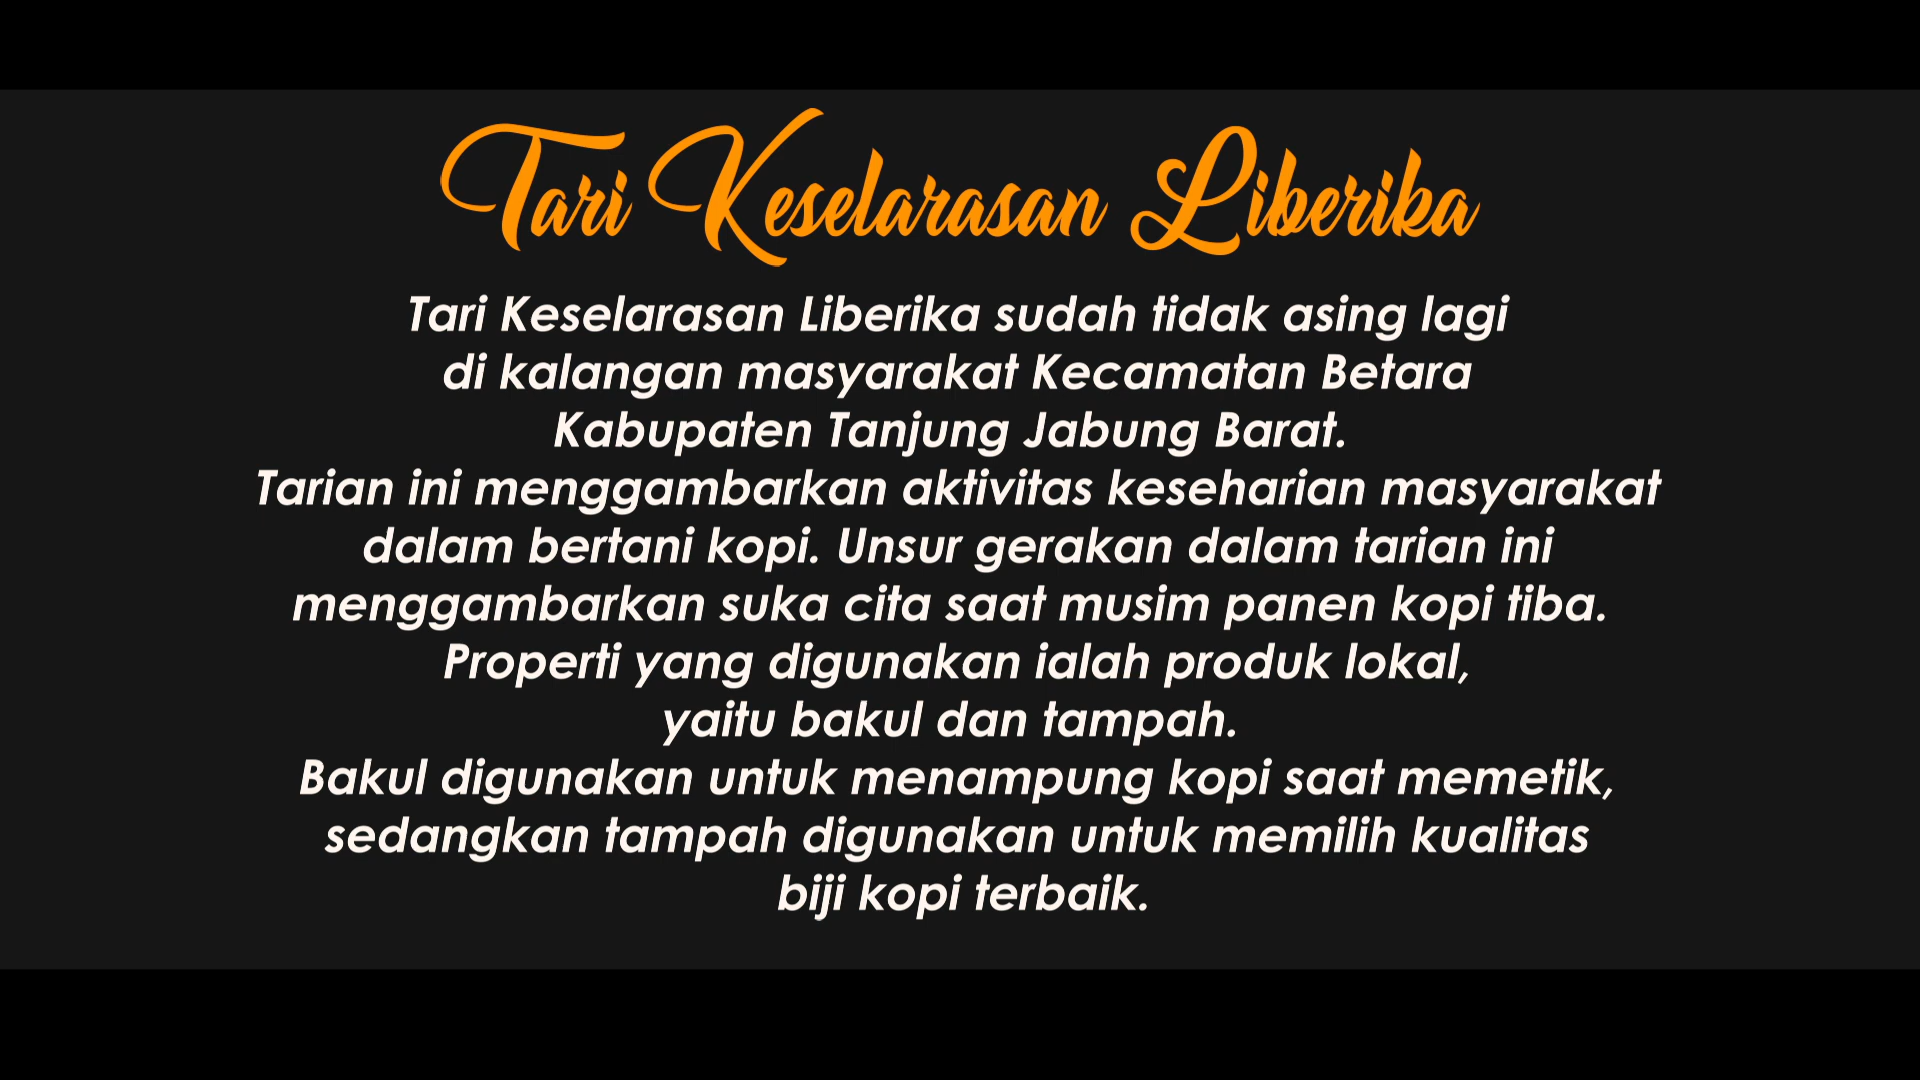 Tari Keselarasan Liberika
Tari Keselarasan Liberika sudah tidak asing lagi
di kalangan masyarakat Kecamatan Betara
Kabupaten Tanjung Jabung Barat.
Tarian ini menggambarkan aktivitas keseharian masyarakat
dalam bertani kopi. Unsur gerakan dalam tarian ini
menggambarkan suka cita saat musim panen kopi tiba.
Properti yang digunakan ialah produk lokal,
yaitu bakul dan tampah.
Bakul digunakan untuk menampung kopi saat memetik,
sedangkan tampah digunakan untuk memilih kualitas
biji kopi terbaik.